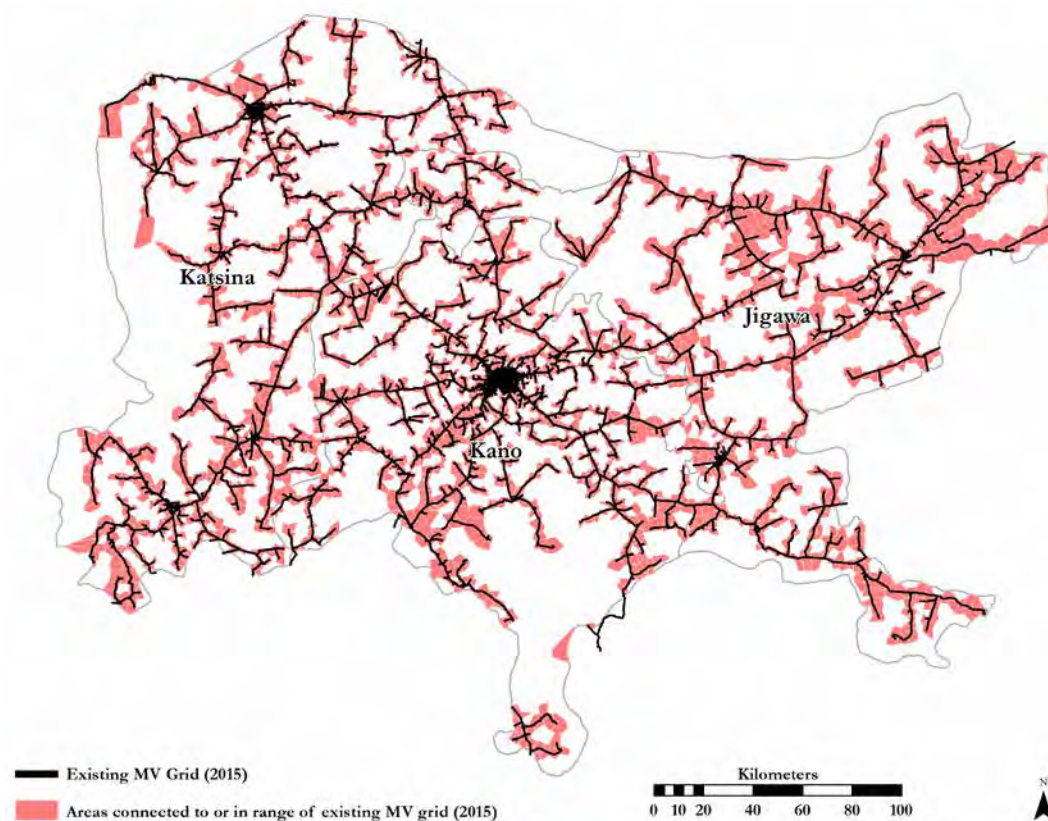 Katsina
Jigawa
Kano
Existing MV Grid (2015)
Areas connected to or in range of existing MV grid (2015)
Kilometers
0 5 10 20 40 60 80 100
N